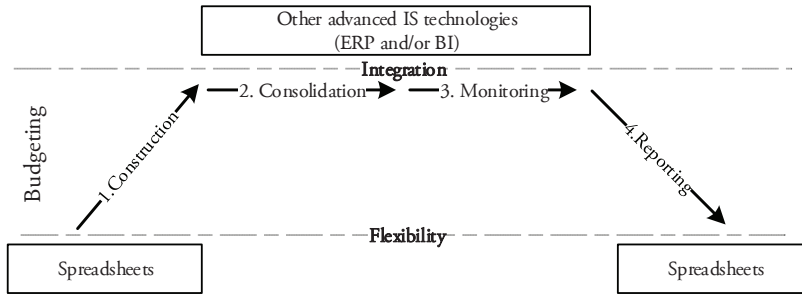 Other advanced IS technologies
(ERP and/or BI)
Integration
2. Consolidation
3. Monitoring
Budgeting
1.Construction
4.Reporting
Flexibility
Spreadsheets
Spreadsheets